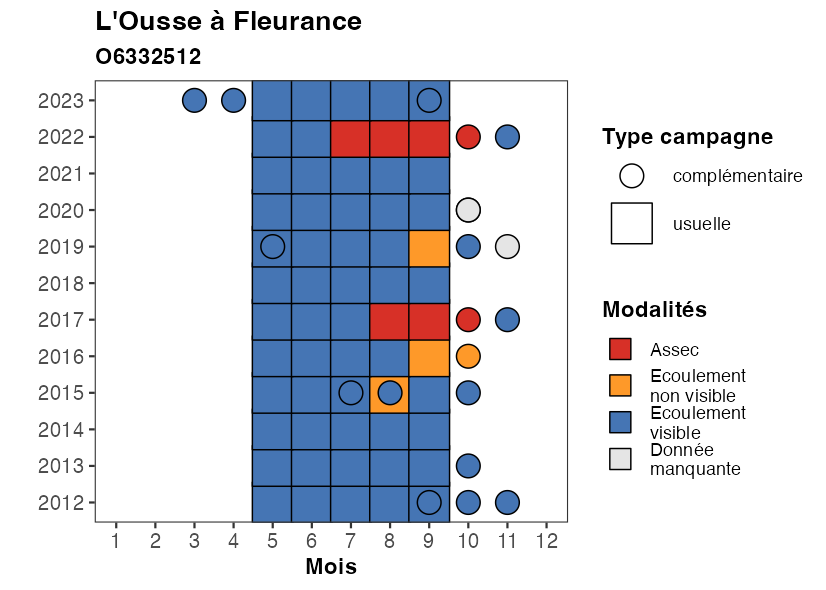 L'Ousse à Fleurance
O6332512
2023
2022
2021
2020
2019
2018
2017
2016
2015
2014
2013
2012
1 2 3 4 5 6 7 8 9 10 11 12
Mois
Type campagne
complémentaire
usuelle
Modalités
Assec
Ecoulement
non visible
Ecoulement
visible
Donnée
manquante